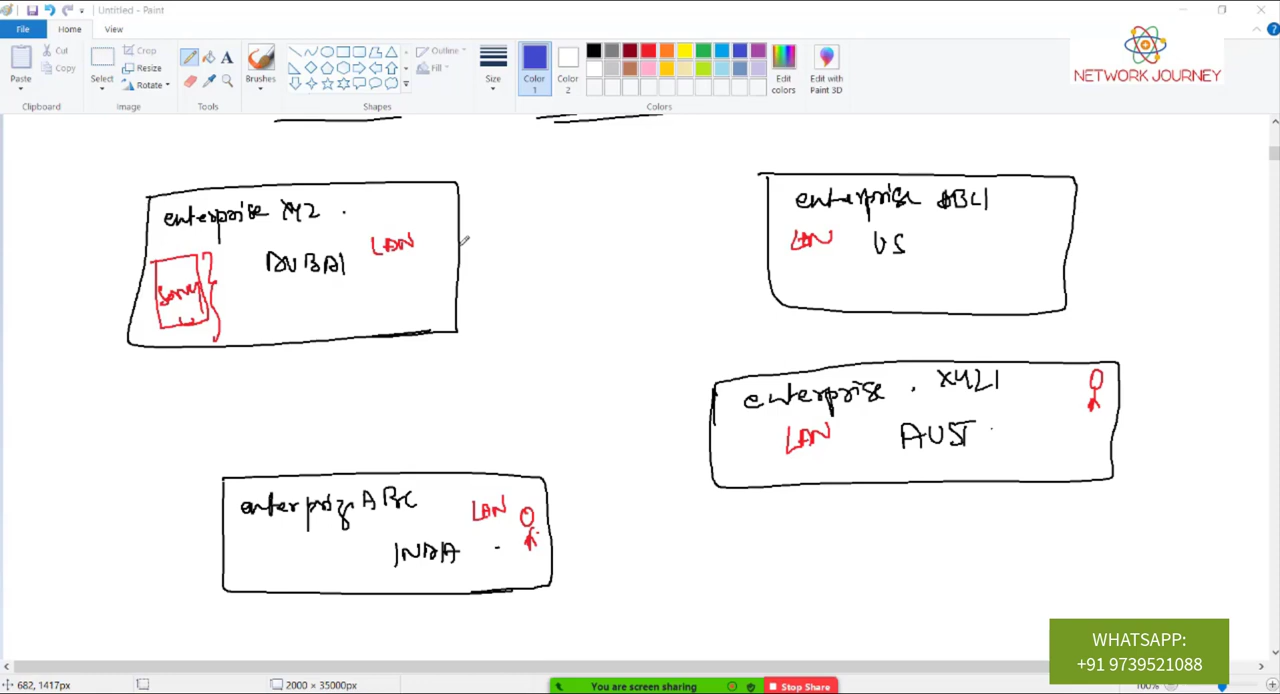 Untitled - Paint
File
Home
View
Paste
Cut
Copy
Clipboard
Select
Crop
Resize
Rotate
Image
Tools
Brushes
Shapes
Outline
Fill
Size
Color 1
Color 2
Colors
Edit colors
Edit with Paint 3D
NETWORK JOURNEY
enterprise XYZ .
LAN
DUBAI
Server
enterprise ABC1
LAN
US
enterprise . XYZ1
LAN
AUST
enterprize ABC
LAN
INDIA
WHATSAPP:
+91 9739521088
682, 1417px
2000 × 35000px
You are screen sharing
Stop Share
100%